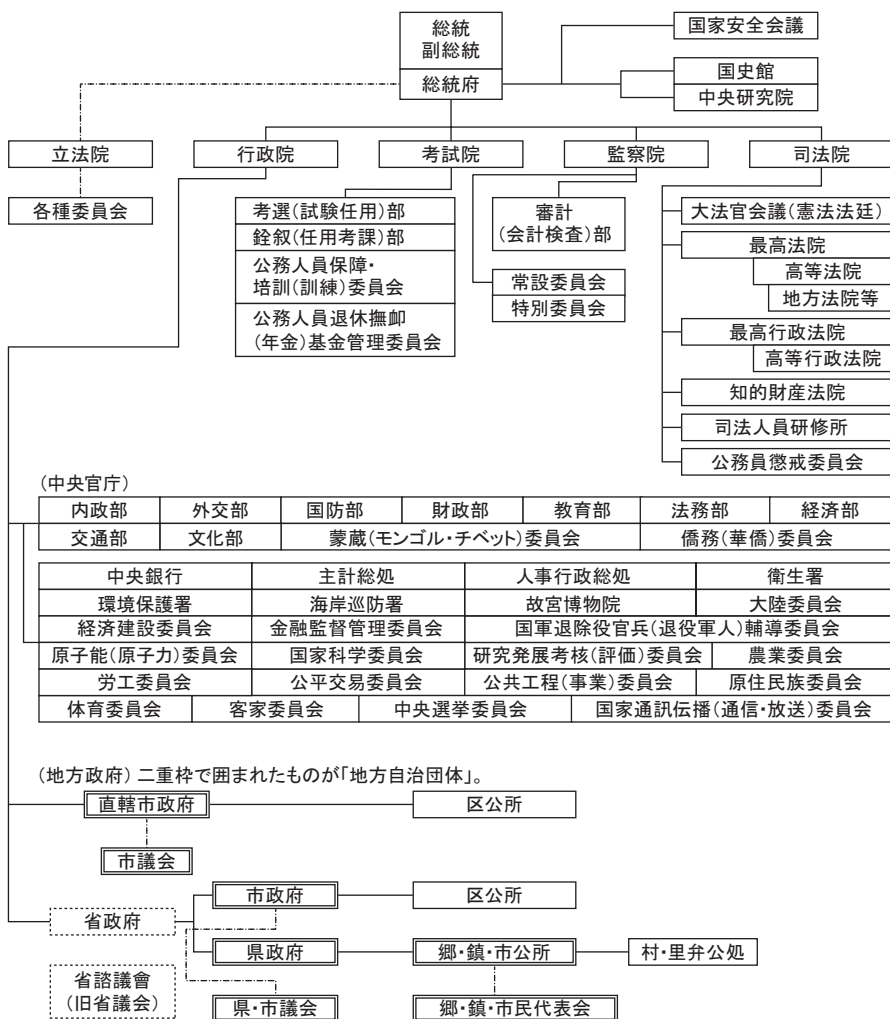 総統
副総統
総統府
国家安全会議
国史館
中央研究院
立法院
行政院
考試院
監察院
司法院
各種委員会
考選(試験任用)部
銓叙(任用考課)部
公務人員保障・
培訓(訓練)委員会
公務人員退休撫卹
(年金)基金管理委員会
審計
(会計検査)部
常設委員会
特別委員会
大法官会議(憲法法廷)
最高法院
高等法院
地方法院等
最高行政法院
高等行政法院
知的財産法院
司法人員研修所
公務員懲戒委員会
(中央官庁)
内政部 外交部 国防部 財政部 教育部 法務部 経済部
交通部 文化部 蒙蔵(モンゴル・チベット)委員会 僑務(華僑)委員会
中央銀行 主計総処 人事行政総処 衛生署
環境保護署 海岸巡防署 故宮博物院 大陸委員会
経済建設委員会 金融監督管理委員会 国軍退除役官兵(退役軍人)輔導委員会
原子能(原子力)委員会 国家科学委員会 研究発展考核(評価)委員会 農業委員会
労工委員会 公平交易委員会 公共工程(事業)委員会 原住民族委員会
体育委員会 客家委員会 中央選挙委員会 国家通訊伝播(通信・放送)委員会
(地方政府) 二重枠で囲まれたものが「地方自治団体」。
直轄市政府 区公所
市議会
市政府 区公所
省政府
県政府 郷・鎮・市公所 村・里弁公処
省諮議會
(旧省議会)
県・市議会 郷・鎮・市民代表会